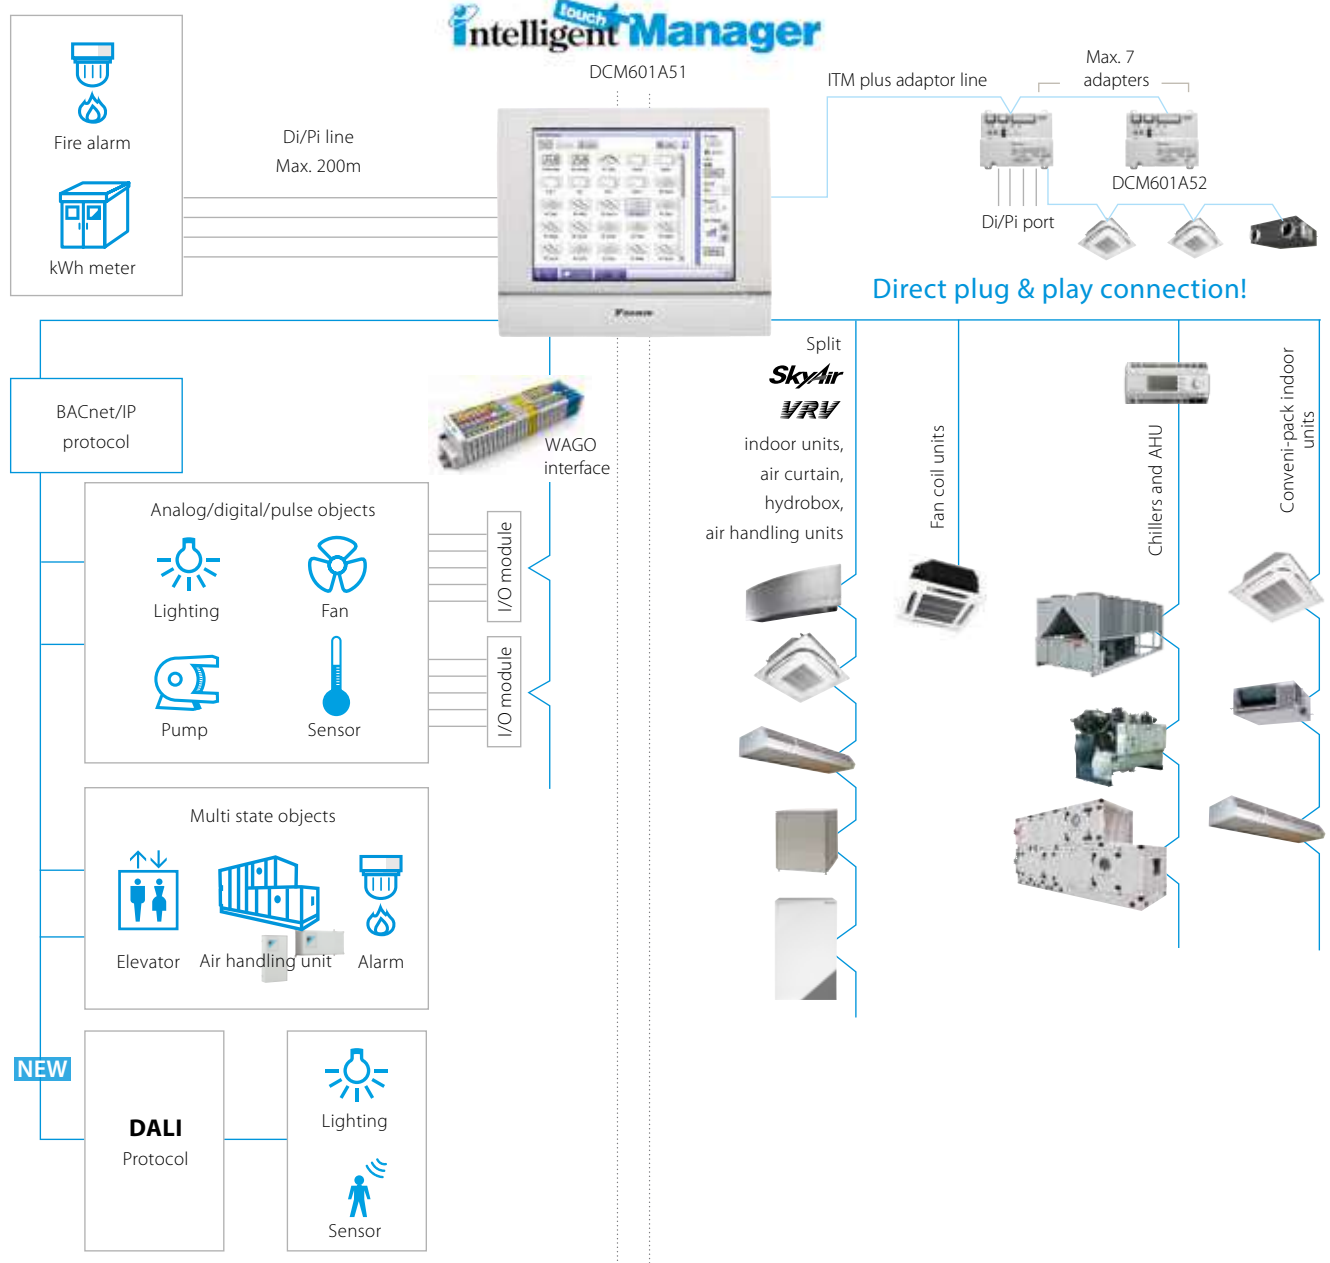 intelligent touch Manager
DCM601A51
Fire alarm
kWh meter
Di/Pi line
Max. 200m
ITM plus adaptor line
Max. 7
adapters
DCM601A52
Di/Pi port
Direct plug & play connection!
BACnet/IP
protocol
WAGO
interface
Analog/digital/pulse objects
Lighting
Fan
Pump
Sensor
I/O module
I/O module
Multi state objects
Elevator
Air handling unit
Alarm
NEW
DALI
Protocol
Lighting
Sensor
Split
SkyAir
VRV
indoor units,
air curtain,
hydrobox,
air handling units
Fan coil units
Chillers and AHU
Conveni-pack indoor
units